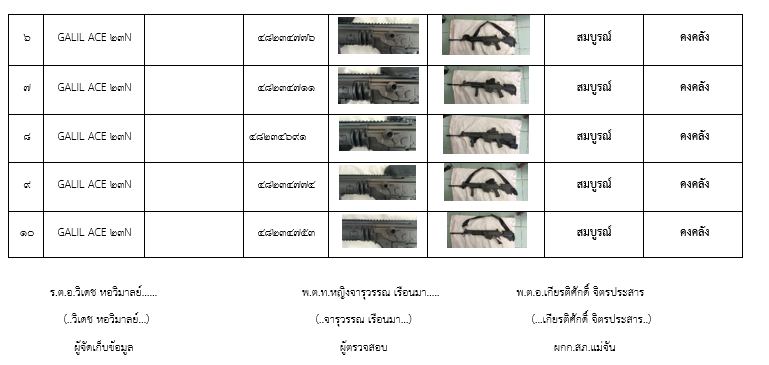 ๖ GALIL ACE ๒๓N ๔๘๒๓๔๗๗๖ สมบูรณ์ คงคลัง
๗ GALIL ACE ๒๓N ๔๘๒๓๔๗๑๑ สมบูรณ์ คงคลัง
๘ GALIL ACE ๒๓N ๔๘๒๓๔๖๙๑ สมบูรณ์ คงคลัง
๙ GALIL ACE ๒๓N ๔๘๒๓๔๗๗๔ สมบูรณ์ คงคลัง
๑๐ GALIL ACE ๒๓N ๔๘๒๓๔๗๕๓ สมบูรณ์ คงคลัง
ร.ต.อ.วิเดช หอวิมาลย์...... พ.ต.ท.หญิงจารุวรรณ เรือนมา..... พ.ต.อ.เกียรติศักดิ์ จิตรประสาร
(..วิเดช หอวิมาลย์...) (..จารุวรรณ เรือนมา...) (...เกียรติศักดิ์ จิตรประสาร..)
ผู้จัดเก็บข้อมูล ผู้ตรวจสอบ ผกก.สภ.แม่จัน